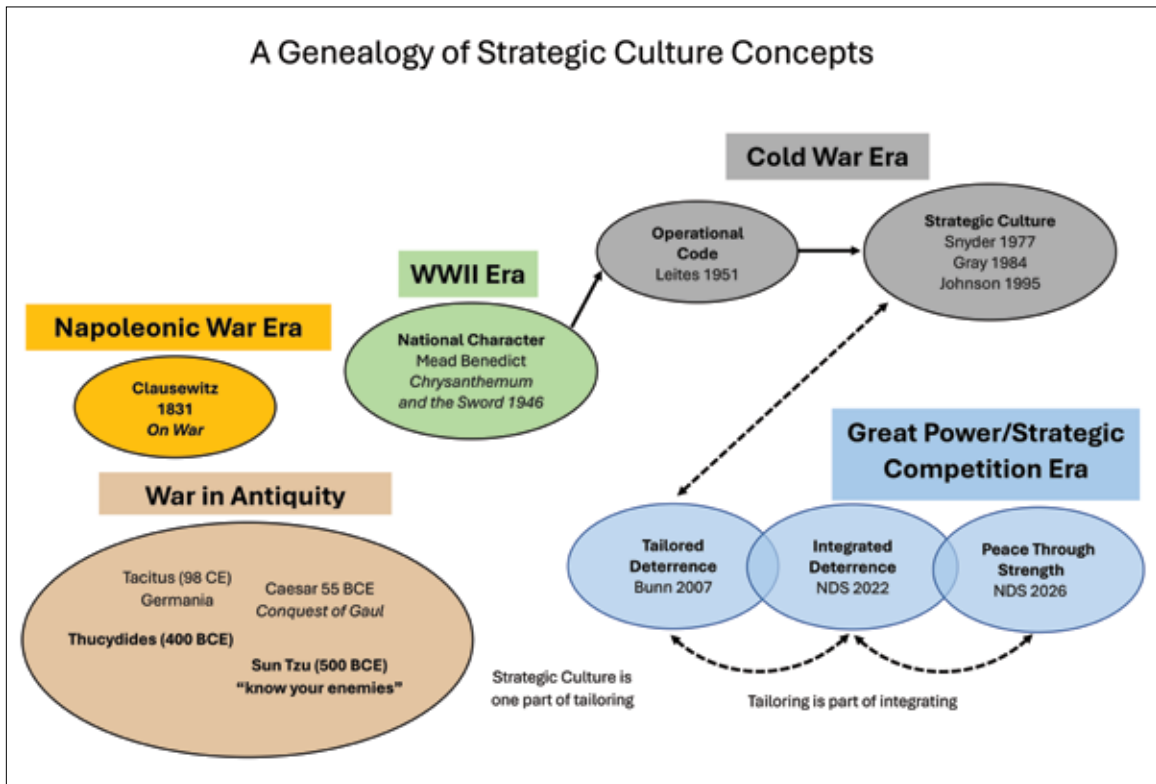 A Genealogy of Strategic Culture Concepts
Cold War Era
Operational
Code
Leites 1951
Strategic Culture
Snyder 1977
Gray 1984
Johnson 1995
WWII Era
National Character
Mead Benedict
Chrysanthemum
and the Sword 1946
Napoleonic War Era
Clausewitz
1831
On War
War in Antiquity
Tacitus (98 CE)
Germania
Caesar 55 BCE
Conquest of Gaul
Thucydides (400 BCE)
Sun Tzu (500 BCE)
“know your enemies”
Great Power/Strategic
Competition Era
Tailored
Deterrence
Bunn 2007
Integrated
Deterrence
NDS 2022
Peace Through
Strength
NDS 2026
Strategic Culture is
one part of tailoring
Tailoring is part of integrating